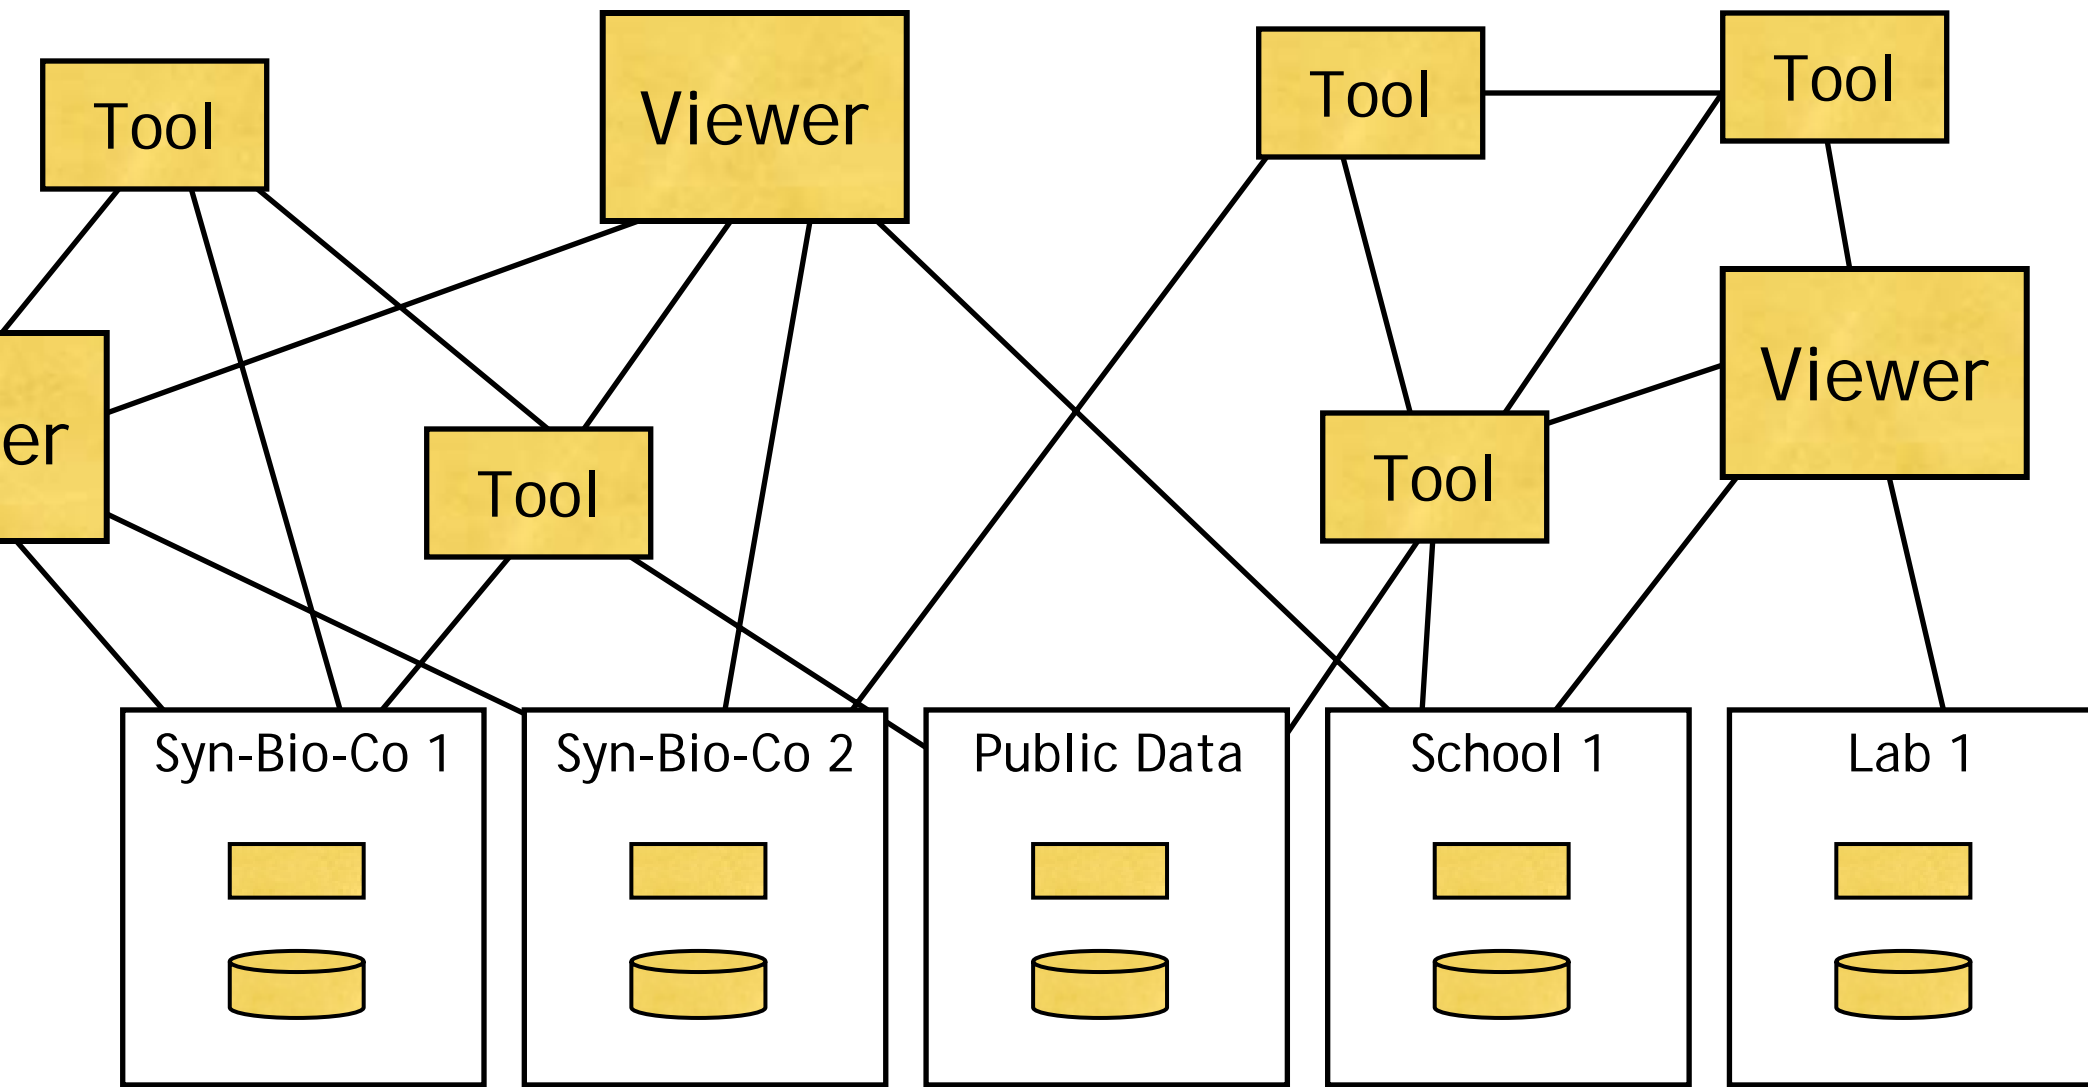 Tool
Viewer
Tool
Tool
er
Tool
Tool
Viewer
Syn-Bio-Co 1
Syn-Bio-Co 2
Public Data
School 1
Lab 1